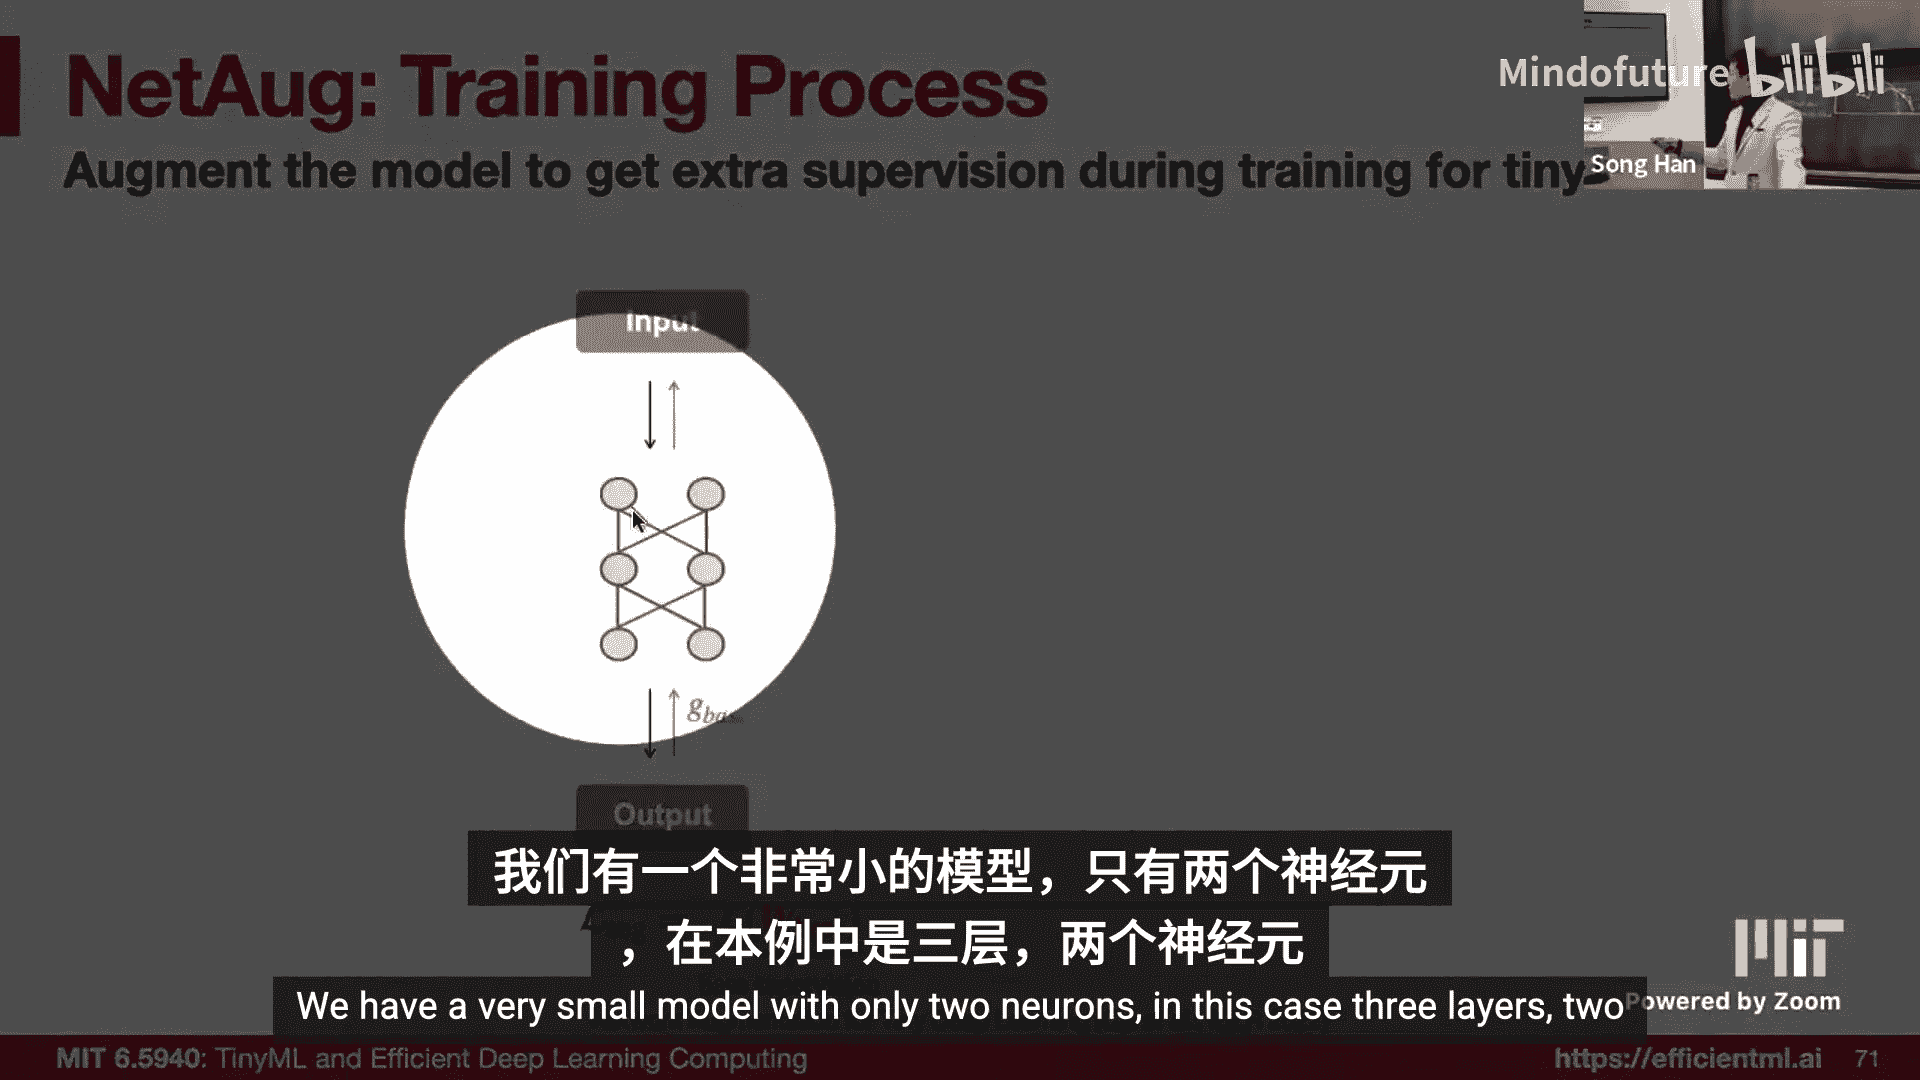 NetAug: Training Process
Mindofuture bilibili
Augment the model to get extra supervision during training for tiny
Song Han
Input
Output
我们有一个非常小的模型，只有两个神经元
，在本例中是三层，两个神经元
We have a very small model with only two neurons, in this case three layers, two
MIT
Powered by Zoom
MIT 6.5940: TinyML and Efficient Deep Learning Computing
https://efficientml.ai 71